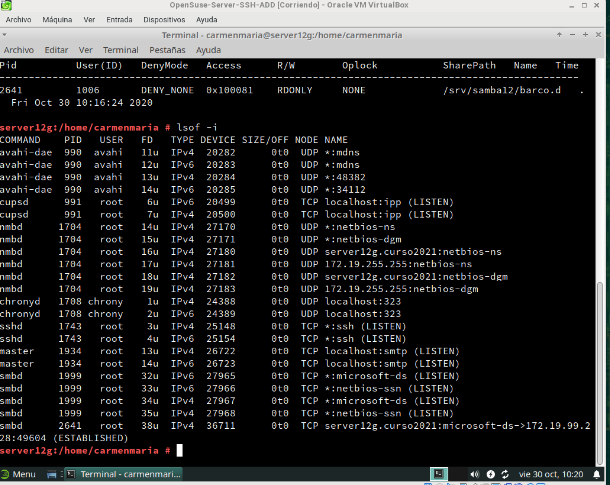 OpenSuse-Server-SSH-ADD [Corriendo] - Oracle VM VirtualBox
Archivo Máquina Ver Entrada Dispositivos Ayuda
Terminal - carmenmaria@server12g:/home/carmenmaria
Archivo Editar Ver Terminal Pestañas Ayuda
Pid User(ID) DenyMode Access R/W Oplock SharePath Name Time
--------------------------------------------------------------------------------
2641 1006 DENY_NONE 0x100081 RDONLY NONE /srv/samba12/barco.d .
Fri Oct 30 10:16:24 2020
server12g:/home/carmenmaria # lsof -i
COMMAND PID USER FD TYPE DEVICE SIZE/OFF NODE NAME
avahi-dae 990 avahi 11u IPv4 20282 0t0 UDP *:mdns
avahi-dae 990 avahi 12u IPv6 20283 0t0 UDP *:mdns
avahi-dae 990 avahi 13u IPv4 20284 0t0 UDP *:48382
avahi-dae 990 avahi 14u IPv6 20285 0t0 UDP *:34112
cupsd 991 root 6u IPv6 20499 0t0 TCP localhost:ipp (LISTEN)
cupsd 991 root 7u IPv4 20500 0t0 TCP localhost:ipp (LISTEN)
nmbd 1704 root 14u IPv4 27170 0t0 UDP *:netbios-ns
nmbd 1704 root 15u IPv4 27171 0t0 UDP *:netbios-dgm
nmbd 1704 root 16u IPv4 27180 0t0 UDP server12g.curso2021:netbios-ns
nmbd 1704 root 17u IPv4 27181 0t0 UDP 172.19.255.255:netbios-ns
nmbd 1704 root 18u IPv4 27182 0t0 UDP server12g.curso2021:netbios-dgm
nmbd 1704 root 19u IPv4 27183 0t0 UDP 172.19.255.255:netbios-dgm
chronyd 1708 chrony 1u IPv4 24388 0t0 UDP localhost:323
chronyd 1708 chrony 2u IPv6 24389 0t0 UDP localhost:323
sshd 1743 root 3u IPv4 25148 0t0 TCP *:ssh (LISTEN)
sshd 1743 root 4u IPv6 25154 0t0 TCP *:ssh (LISTEN)
master 1934 root 13u IPv4 26722 0t0 TCP localhost:smtp (LISTEN)
master 1934 root 14u IPv6 26723 0t0 TCP localhost:smtp (LISTEN)
smbd 1999 root 32u IPv6 27965 0t0 TCP *:microsoft-ds (LISTEN)
smbd 1999 root 33u IPv6 27966 0t0 TCP *:netbios-ssn (LISTEN)
smbd 1999 root 34u IPv4 27967 0t0 TCP *:microsoft-ds (LISTEN)
smbd 1999 root 35u IPv4 27968 0t0 TCP *:netbios-ssn (LISTEN)
smbd 2641 root 38u IPv4 36711 0t0 TCP server12g.curso2021:microsoft-ds->172.19.99.2
28:49604 (ESTABLISHED)
server12g:/home/carmenmaria #
Menu Terminal - carmenmari... vie 30 oct, 10:20